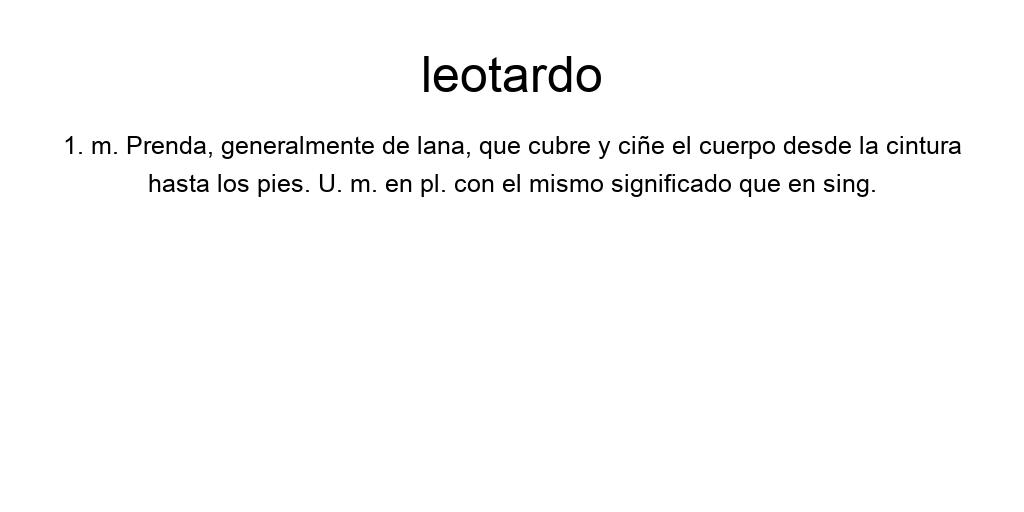 leotardo
1. m. Prenda, generalmente de lana, que cubre y ciñe el cuerpo desde la cintura
hasta los pies. U. m. en pl. con el mismo significado que en sing.